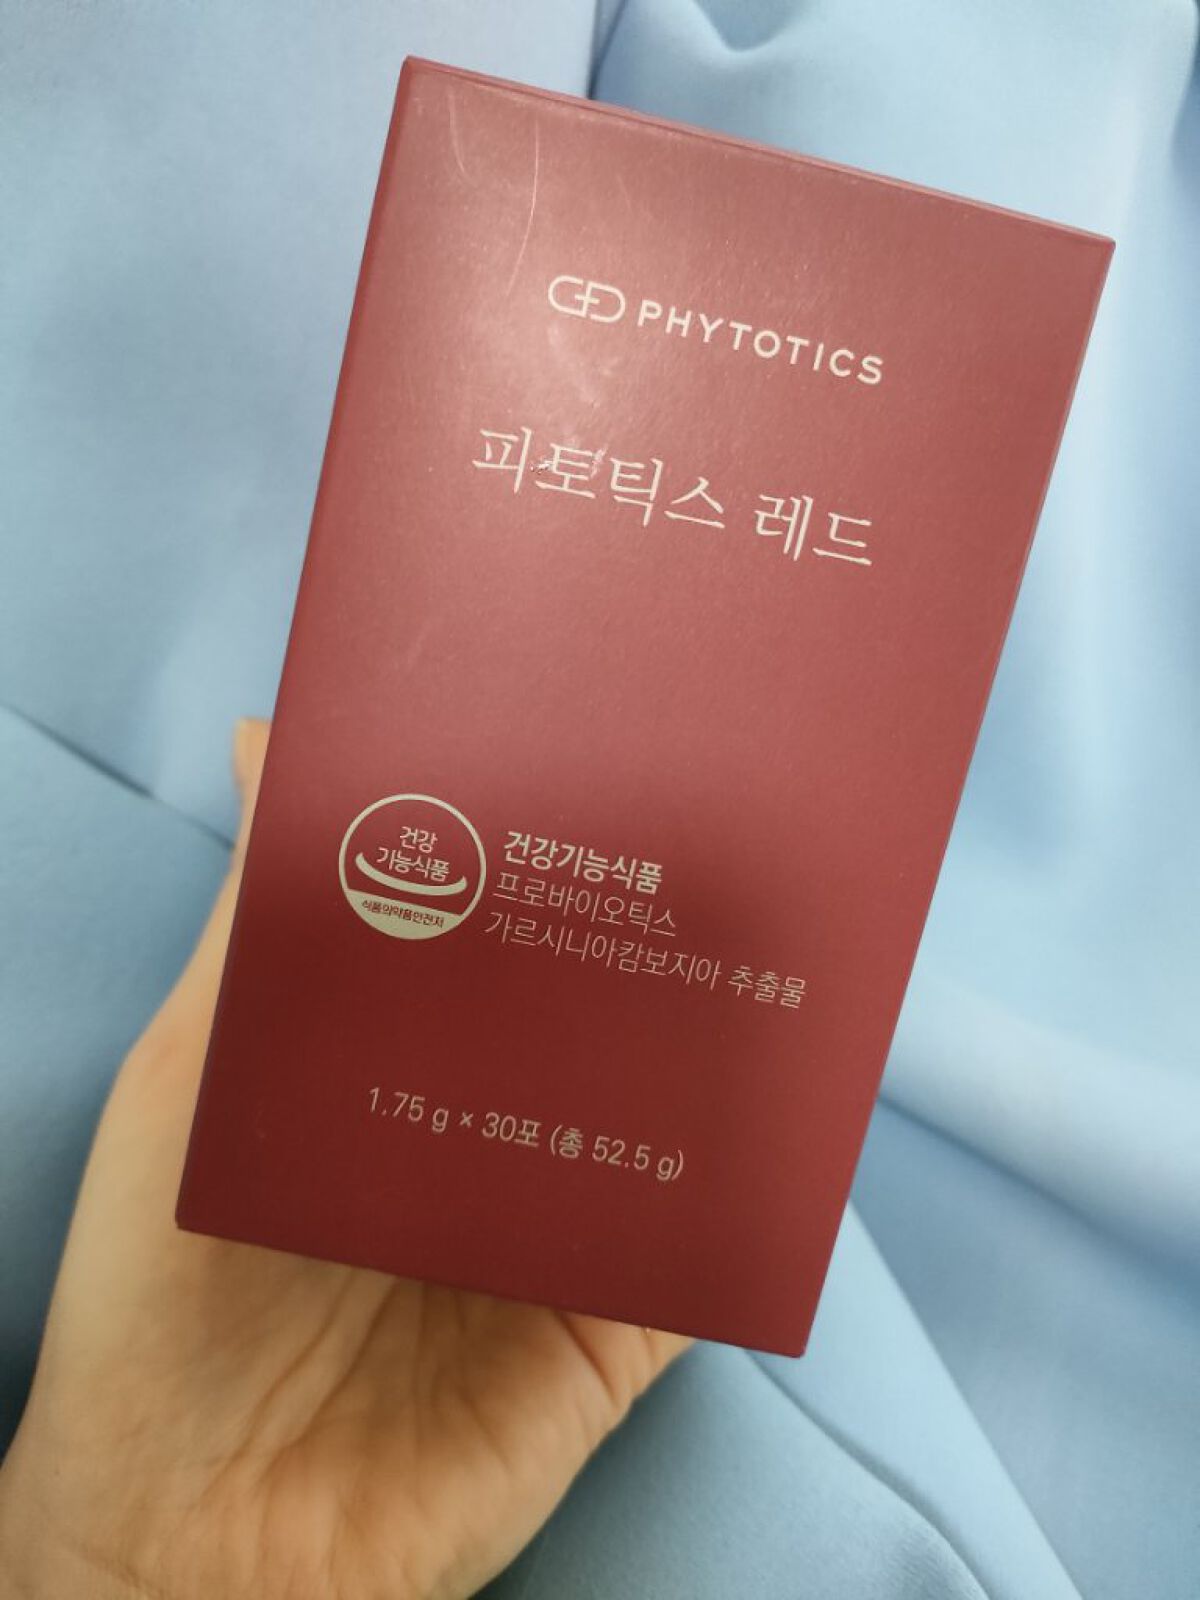 PHYTOTICS
피토틱스 레드
건강
기능식품
식품의약품안전처
건강기능식품
프로바이오틱스
가르시니아캄보지아 추출물
1.75 g × 30포 (총 52.5 g)